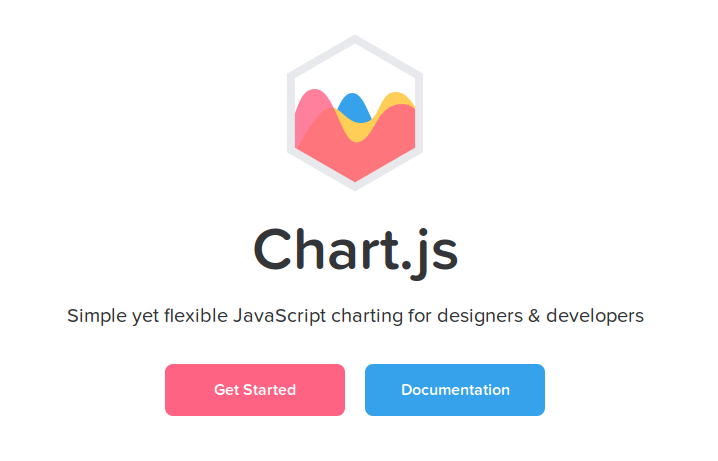 Chart.js
Simple yet flexible JavaScript charting for designers & developers
Get Started
Documentation